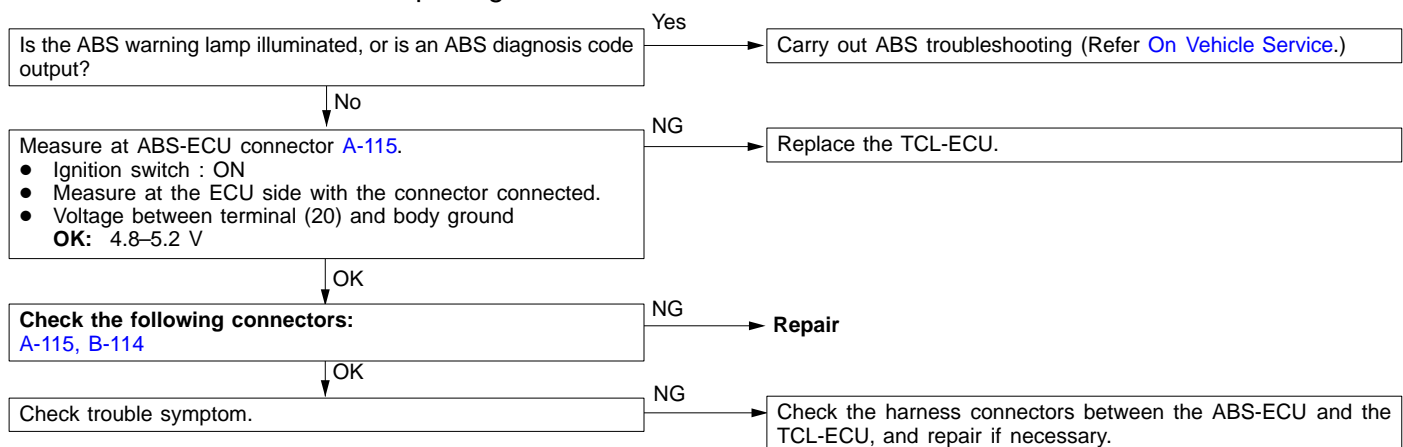 Yes
Is the ABS warning lamp illuminated, or is an ABS diagnosis code
output?
Carry out ABS troubleshooting (Refer On Vehicle Service.)
No
Measure at ABS-ECU connector A-115.
● Ignition switch : ON
● Measure at the ECU side with the connector connected.
● Voltage between terminal (20) and body ground
OK: 4.8–5.2 V
NG
Replace the TCL-ECU.
OK
Check the following connectors:
A-115, B-114
NG
Repair
OK
Check trouble symptom.
NG
Check the harness connectors between the ABS-ECU and the
TCL-ECU, and repair if necessary.